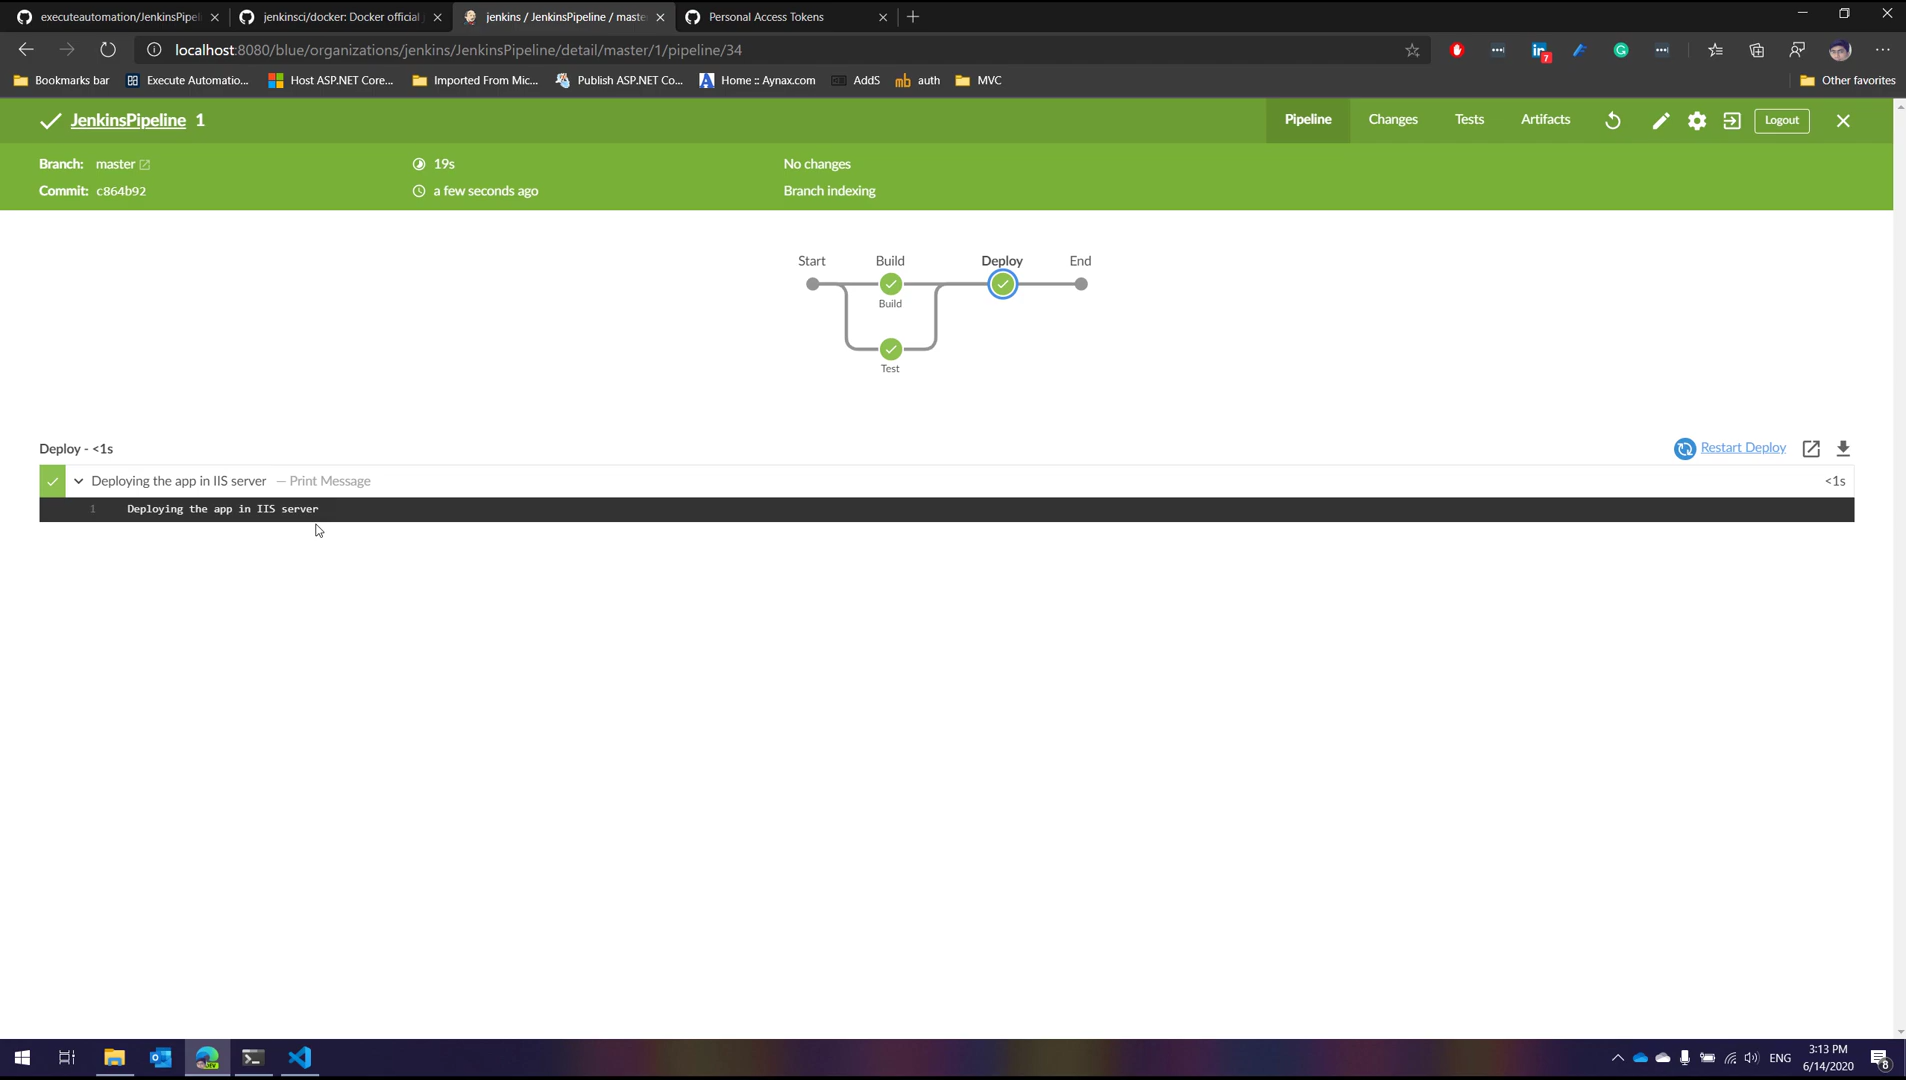 executeautomation/JenkinsPipeli
jenkinsci/docker: Docker official
jenkins / JenkinsPipeline / maste
Personal Access Tokens
localhost:8080/blue/organizations/jenkins/JenkinsPipeline/detail/master/1/pipeline/34
7
Bookmarks bar
Execute Automatio...
Host ASP.NET Core...
Imported From Mic...
Publish ASP.NET Co...
Home :: Aynax.com
AddS
auth
MVC
Other favorites
JenkinsPipeline 1
Pipeline
Changes
Tests
Artifacts
Logout
Branch: master
19s
No changes
Commit: c864b92
a few seconds ago
Branch indexing
Start
Build
Deploy
End
Build
Test
Deploy - <1s
Restart Deploy
Deploying the app in IIS server — Print Message
<1s
1 Deploying the app in IIS server
ENG
3:13 PM
6/14/2020
8